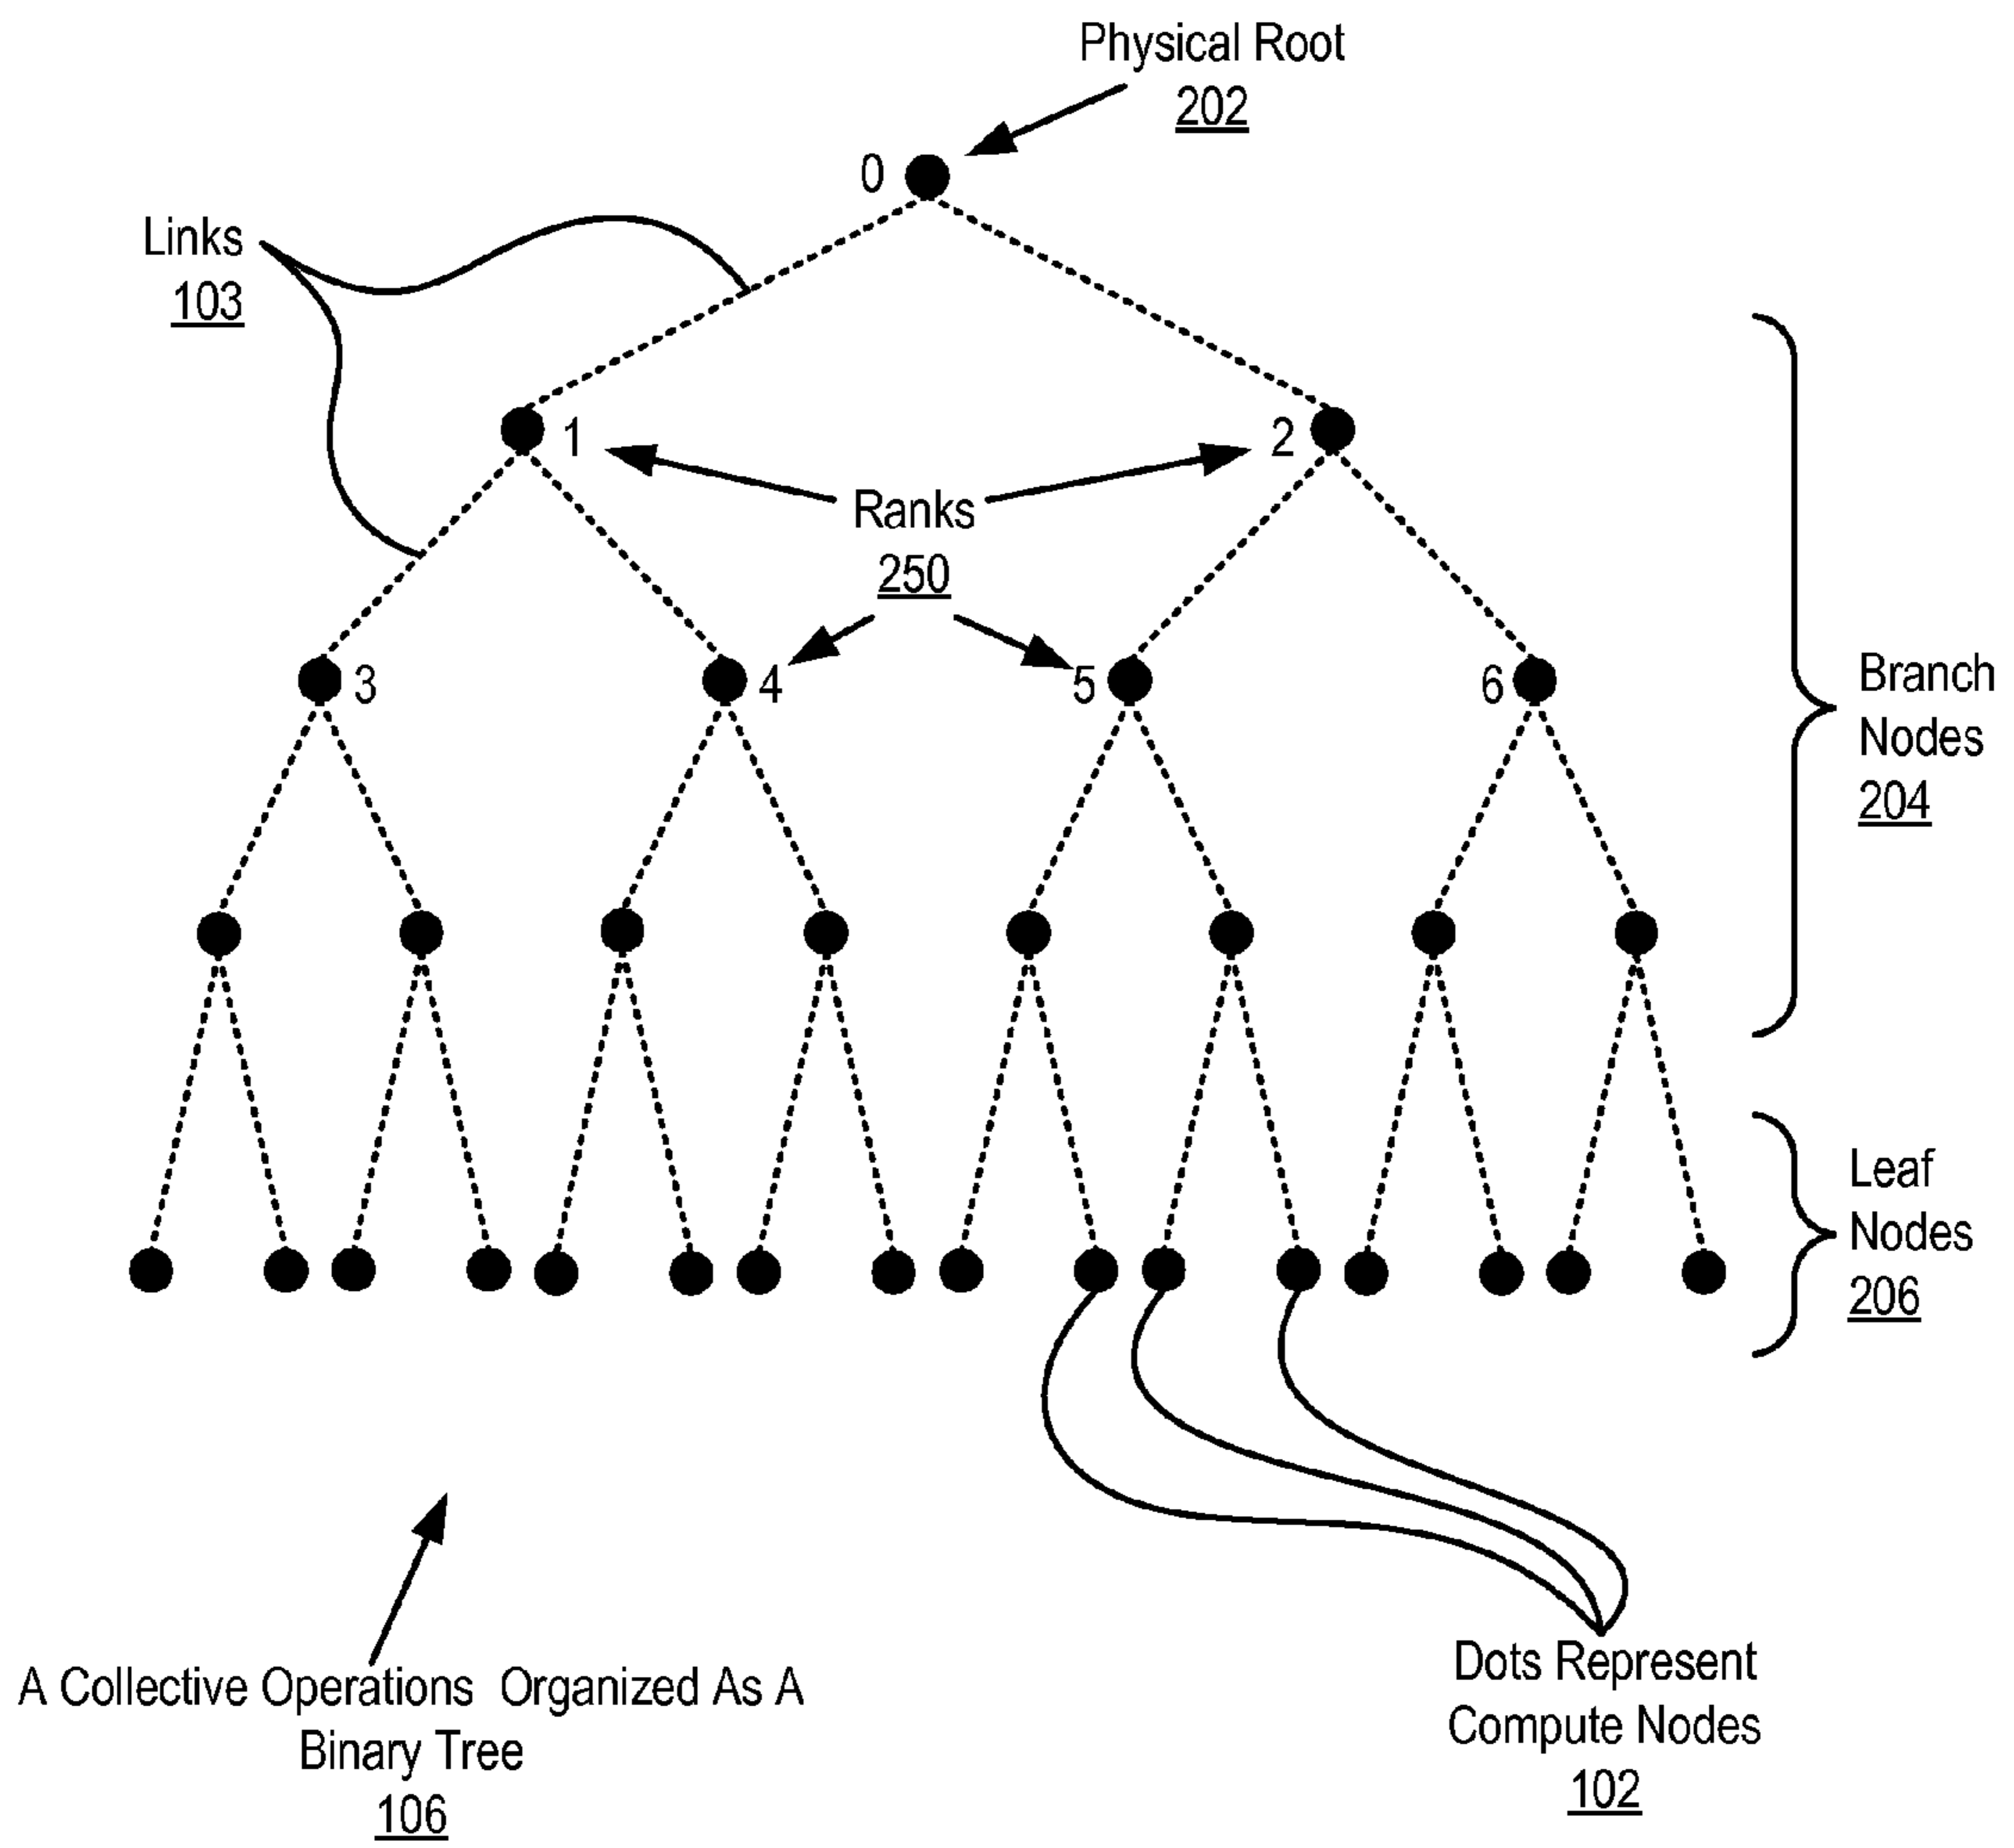 Physical Root
202
0
Links
103
1
2
Ranks
250
3
4
5
6
Branch
Nodes
204
Leaf
Nodes
206
A Collective Operations Organized As A
Binary Tree
106
Dots Represent
Compute Nodes
102